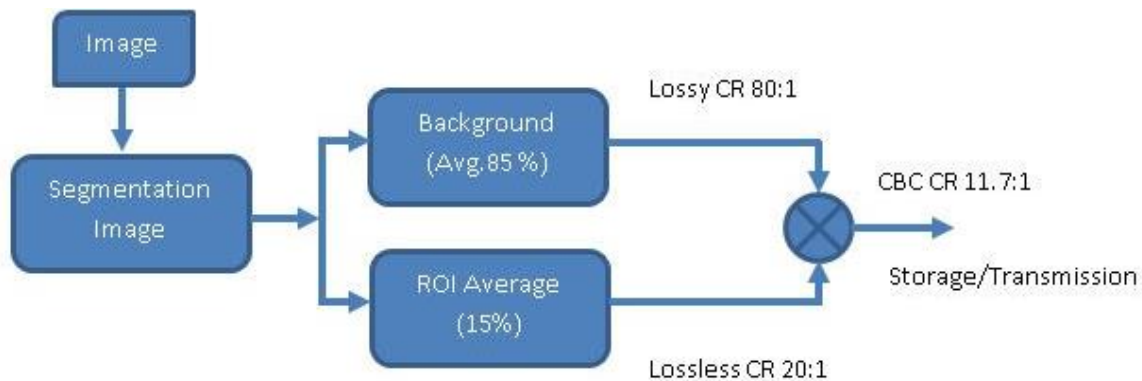 Image
Segmentation
Image
Background
(Avg.85 %)
ROI Average
(15%)
Lossy CR 80:1
Lossless CR 20:1
CBC CR 11.7:1
Storage/Transmission